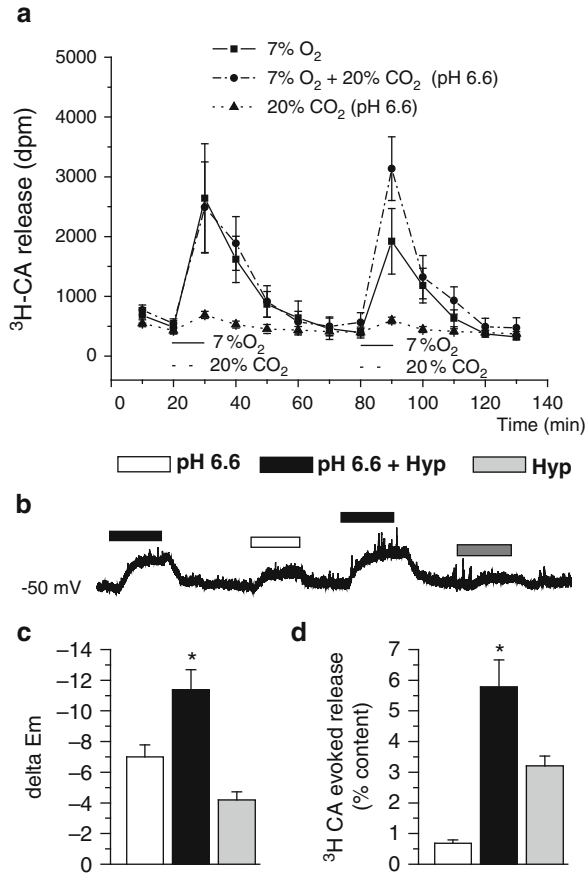 a
7% O₂
7% O₂ + 20% CO₂ (pH 6.6)
20% CO₂ (pH 6.6)
³H-CA release (dpm)
5000
4000
3000
2000
1000
0
7 %O₂
20% CO₂
7 %O₂
20% CO₂
0 20 40 60 80 100 120 140
Time (min)
pH 6.6 pH 6.6 + Hyp Hyp
b
-50 mV
c
delta Em
–14
–12
–10
–8
–6
–4
–2
0
*
d
³H CA evoked release
(% content)
7
6
5
4
3
2
1
0
*